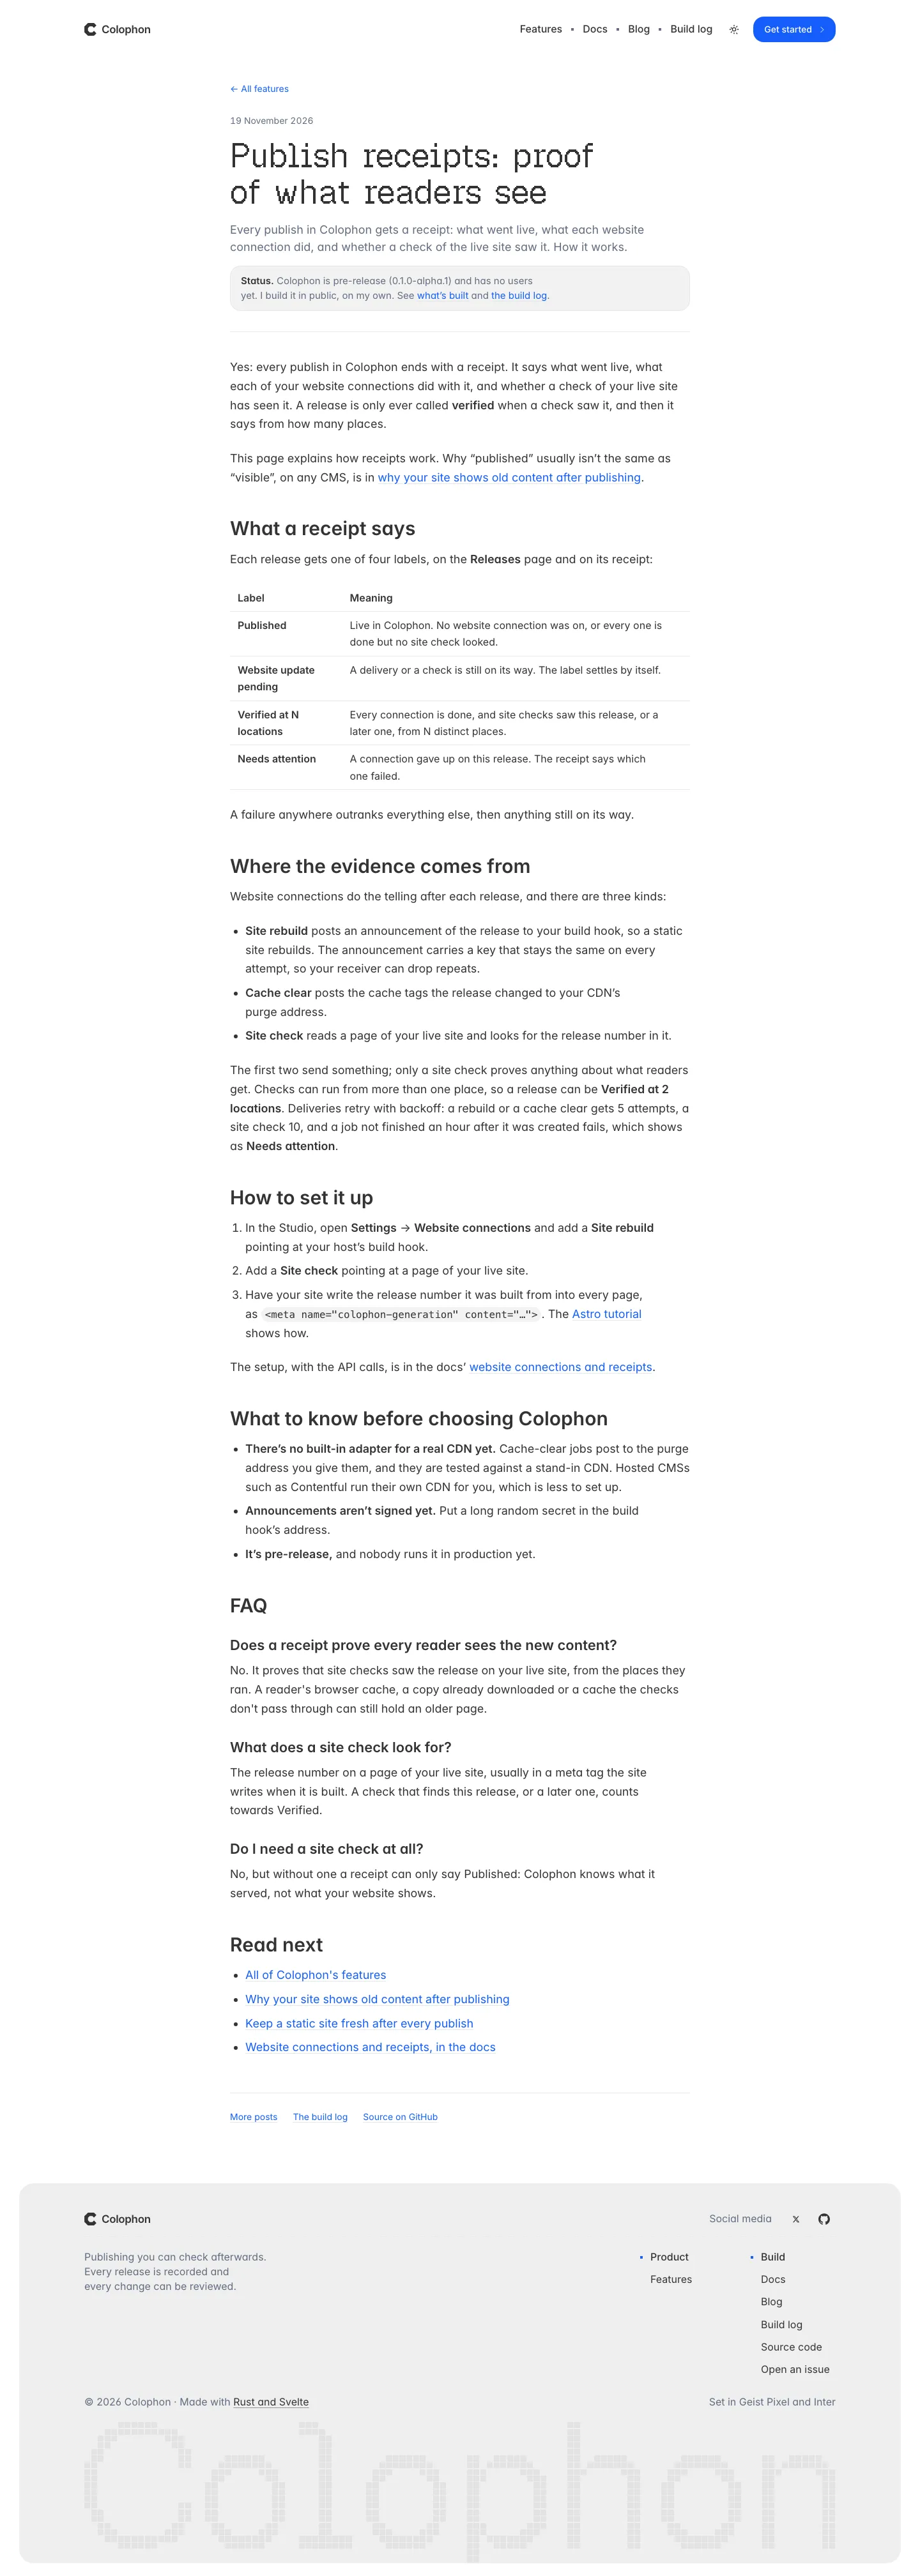 Colophon
Features • Docs • Blog • Build log
Get started
← All features
19 November 2026
Publish receipts: proof
of what readers see
Every publish in Colophon gets a receipt: what went live, what each website
connection did, and whether a check of the live site saw it. How it works.
Status. Colophon is pre-release (0.1.0-alpha.1) and has no users
yet. I build it in public, on my own. See what's built and the build log.
Yes: every publish in Colophon ends with a receipt. It says what went live, what
each of your website connections did with it, and whether a check of your live site
has seen it. A release is only ever called verified when a check saw it, and then it
says from how many places.
This page explains how receipts work. Why “published” usually isn’t the same as
“visible”, on any CMS, is in why your site shows old content after publishing.
What a receipt says
Each release gets one of four labels, on the Releases page and on its receipt:
Label Meaning
Published Live in Colophon. No website connection was on, or every one is
done but no site check looked.
Website update A delivery or a check is still on its way. The label settles by itself.
pending
Verified at N Every connection is done, and site checks saw this release, or a
locations later one, from N distinct places.
Needs attention A connection gave up on this release. The receipt says which
one failed.
A failure anywhere outranks everything else, then anything still on its way.
Where the evidence comes from
Website connections do the telling after each release, and there are three kinds:
• Site rebuild posts an announcement of the release to your build hook, so a static
site rebuilds. The announcement carries a key that stays the same on every
attempt, so your receiver can drop repeats.
• Cache clear posts the cache tags the release changed to your CDN’s
purge address.
• Site check reads a page of your live site and looks for the release number in it.
The first two send something; only a site check proves anything about what readers
get. Checks can run from more than one place, so a release can be Verified at 2
locations. Deliveries retry with backoff: a rebuild or a cache clear gets 5 attempts, a
site check 10, and a job not finished an hour after it was created fails, which shows
as Needs attention.
How to set it up
1. In the Studio, open Settings → Website connections and add a Site rebuild
pointing at your host’s build hook.
2. Add a Site check pointing at a page of your live site.
3. Have your site write the release number it was built from into every page,
as <meta name="colophon-generation" content="…">. The Astro tutorial
shows how.
The setup, with the API calls, is in the docs’ website connections and receipts.
What to know before choosing Colophon
• There’s no built-in adapter for a real CDN yet. Cache-clear jobs post to the purge
address you give them, and they are tested against a stand-in CDN. Hosted CMSs
such as Contentful run their own CDN for you, which is less to set up.
• Announcements aren’t signed yet. Put a long random secret in the build
hook’s address.
• It’s pre-release, and nobody runs it in production yet.
FAQ
Does a receipt prove every reader sees the new content?
No. It proves that site checks saw the release on your live site, from the places they
ran. A reader's browser cache, a copy already downloaded or a cache the checks
don't pass through can still hold an older page.
What does a site check look for?
The release number on a page of your live site, usually in a meta tag the site
writes when it is built. A check that finds this release, or a later one, counts
towards Verified.
Do I need a site check at all?
No, but without one a receipt can only say Published: Colophon knows what it
served, not what your website shows.
Read next
• All of Colophon's features
• Why your site shows old content after publishing
• Keep a static site fresh after every publish
• Website connections and receipts, in the docs
More posts The build log Source on GitHub
Colophon
Social media
Publishing you can check afterwards.
Every release is recorded and
every change can be reviewed.
• Product
Features
• Build
Docs
Blog
Build log
Source code
Open an issue
© 2026 Colophon · Made with Rust and Svelte
Set in Geist Pixel and Inter
Colophon